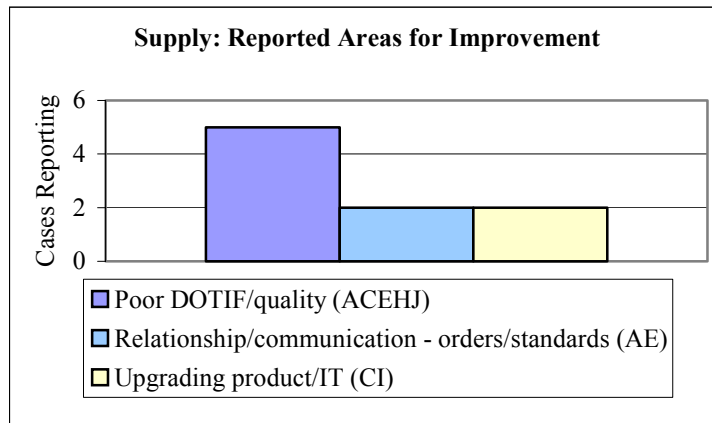 Supply: Reported Areas for Improvement
Cases Reporting
6
4
2
0
Poor DOTIF/quality (ACEHJ)
Relationship/communication - orders/standards (AE)
Upgrading product/IT (CI)